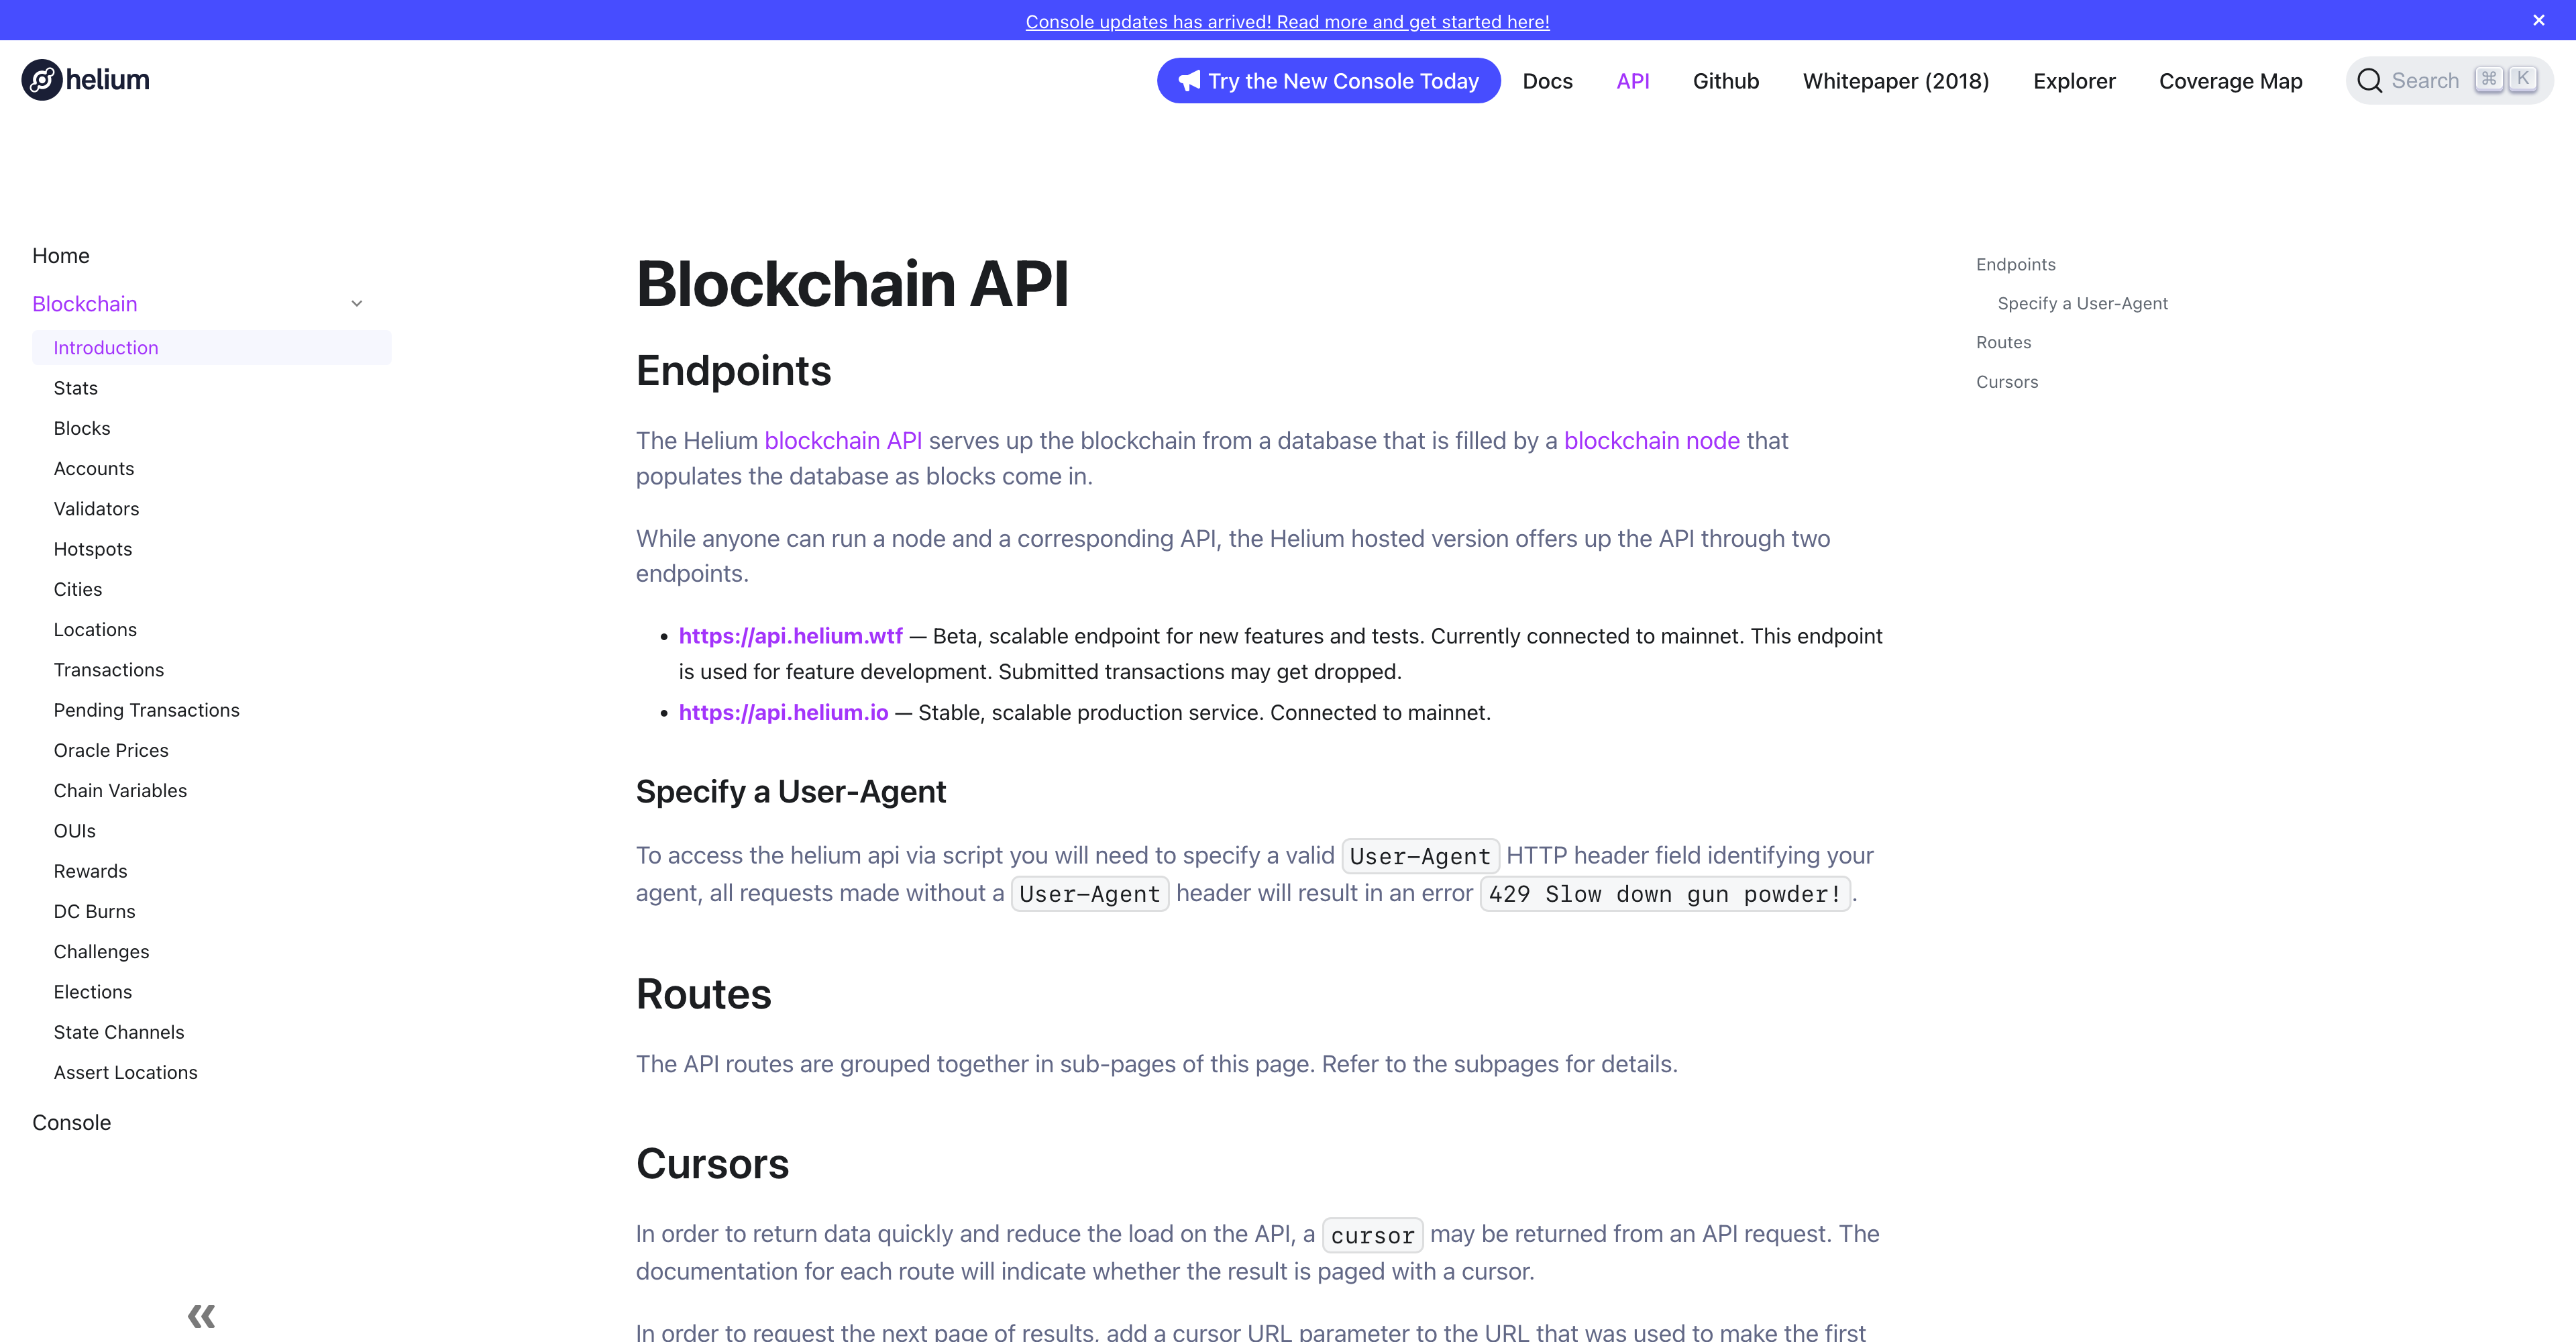 Console updates has arrived! Read more and get started here!
×
helium
Try the New Console Today
Docs
API
Github
Whitepaper (2018)
Explorer
Coverage Map
Search ⌘ K
Home
Blockchain
Introduction
Stats
Blocks
Accounts
Validators
Hotspots
Cities
Locations
Transactions
Pending Transactions
Oracle Prices
Chain Variables
OUIs
Rewards
DC Burns
Challenges
Elections
State Channels
Assert Locations
Console
«
Blockchain API
Endpoints
The Helium blockchain API serves up the blockchain from a database that is filled by a blockchain node that
populates the database as blocks come in.
While anyone can run a node and a corresponding API, the Helium hosted version offers up the API through two
endpoints.
• https://api.helium.wtf — Beta, scalable endpoint for new features and tests. Currently connected to mainnet. This endpoint
is used for feature development. Submitted transactions may get dropped.
• https://api.helium.io — Stable, scalable production service. Connected to mainnet.
Specify a User-Agent
To access the helium api via script you will need to specify a valid User-Agent HTTP header field identifying your
agent, all requests made without a User-Agent header will result in an error 429 Slow down gun powder!.
Routes
The API routes are grouped together in sub-pages of this page. Refer to the subpages for details.
Cursors
In order to return data quickly and reduce the load on the API, a cursor may be returned from an API request. The
documentation for each route will indicate whether the result is paged with a cursor.
In order to request the next page of results, add a cursor URL parameter to the URL that was used to make the first
Endpoints
Specify a User-Agent
Routes
Cursors